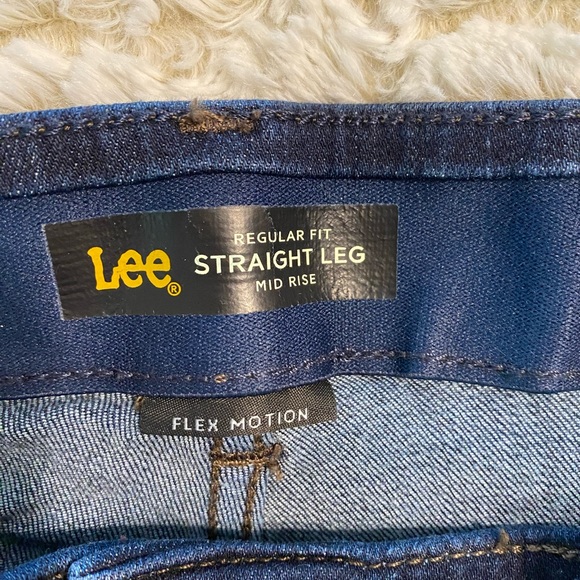 Lee®
REGULAR FIT
STRAIGHT LEG
MID RISE
FLEX MOTION